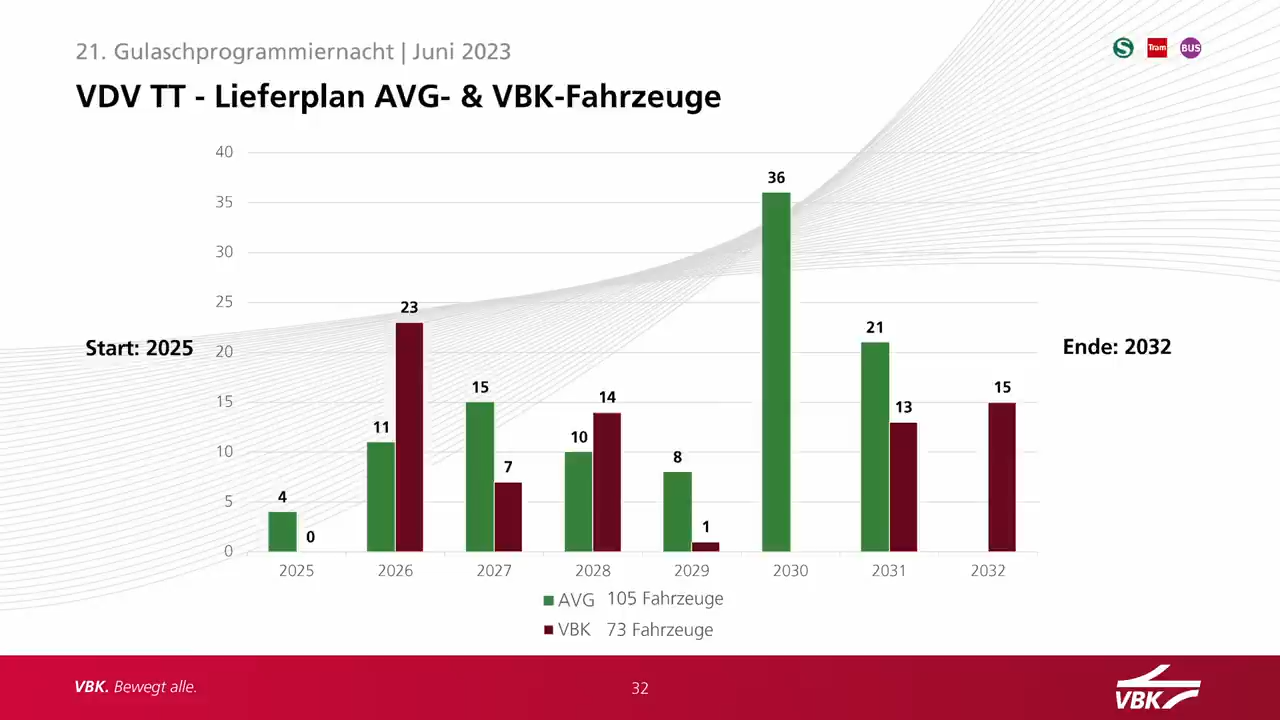 21. Gulaschprogrammiernacht | Juni 2023
S Tram BUS
VDV TT - Lieferplan AVG- & VBK-Fahrzeuge
40
35
30
25
20
15
10
5
0
Start: 2025
Ende: 2032
4
0
11
23
15
7
10
14
8
1
36
21
13
15
2025 2026 2027 2028 2029 2030 2031 2032
AVG 105 Fahrzeuge
VBK 73 Fahrzeuge
VBK. Bewegt alle.
32
VBK